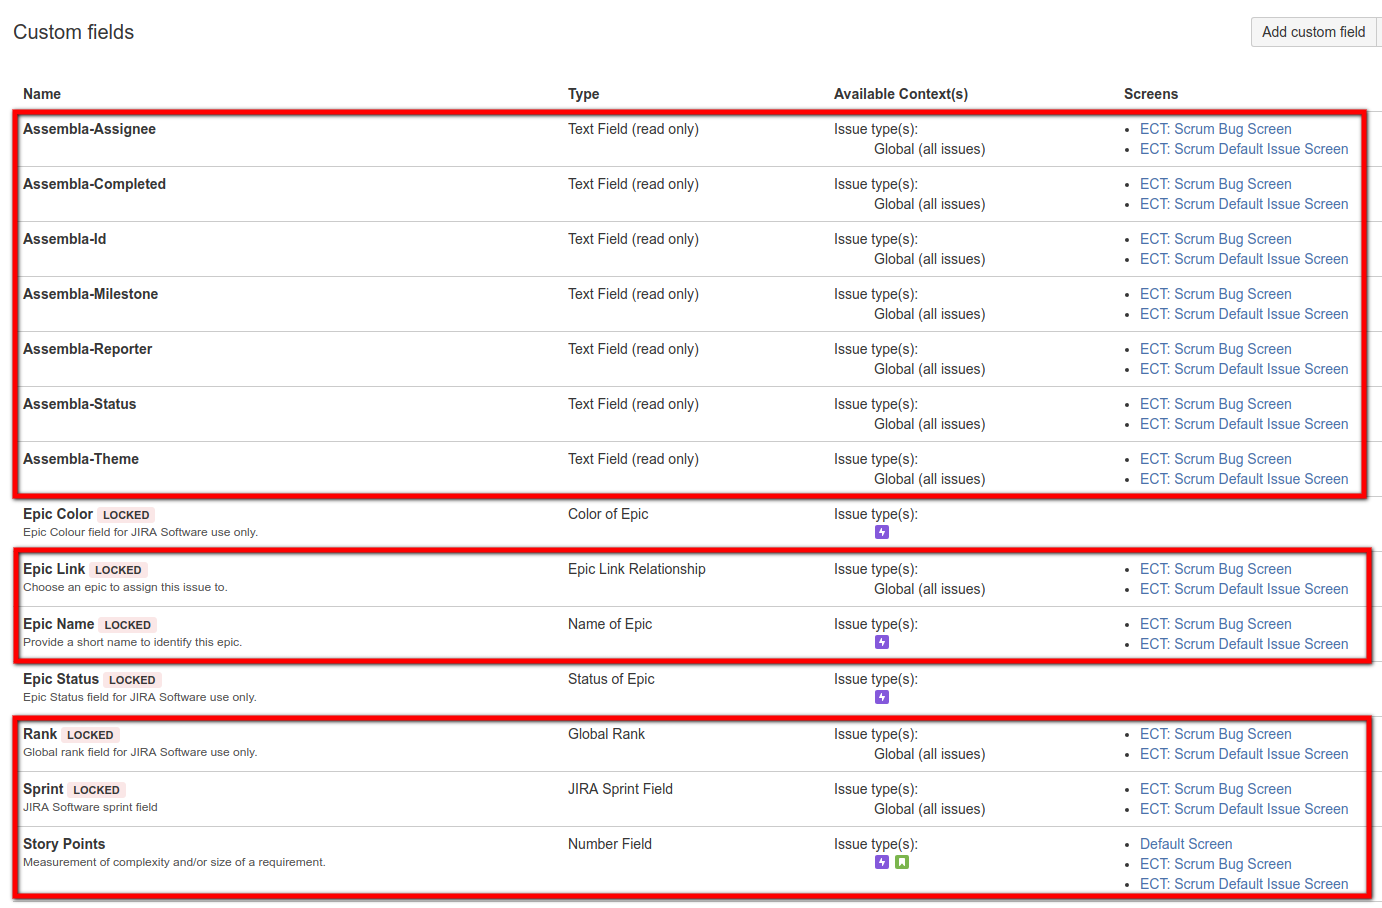 Custom fields
Add custom field
Name Type Available Context(s) Screens
Assembla-Assignee Text Field (read only) Issue type(s): • ECT: Scrum Bug Screen
Global (all issues) • ECT: Scrum Default Issue Screen
Assembla-Completed Text Field (read only) Issue type(s): • ECT: Scrum Bug Screen
Global (all issues) • ECT: Scrum Default Issue Screen
Assembla-Id Text Field (read only) Issue type(s): • ECT: Scrum Bug Screen
Global (all issues) • ECT: Scrum Default Issue Screen
Assembla-Milestone Text Field (read only) Issue type(s): • ECT: Scrum Bug Screen
Global (all issues) • ECT: Scrum Default Issue Screen
Assembla-Reporter Text Field (read only) Issue type(s): • ECT: Scrum Bug Screen
Global (all issues) • ECT: Scrum Default Issue Screen
Assembla-Status Text Field (read only) Issue type(s): • ECT: Scrum Bug Screen
Global (all issues) • ECT: Scrum Default Issue Screen
Assembla-Theme Text Field (read only) Issue type(s): • ECT: Scrum Bug Screen
Global (all issues) • ECT: Scrum Default Issue Screen
Epic Color LOCKED Color of Epic Issue type(s):
Epic Colour field for JIRA Software use only.
Epic Link LOCKED Epic Link Relationship Issue type(s): • ECT: Scrum Bug Screen
Choose an epic to assign this issue to. Global (all issues) • ECT: Scrum Default Issue Screen
Epic Name LOCKED Name of Epic Issue type(s): • ECT: Scrum Bug Screen
Provide a short name to identify this epic. • ECT: Scrum Default Issue Screen
Epic Status LOCKED Status of Epic Issue type(s):
Epic Status field for JIRA Software use only.
Rank LOCKED Global Rank Issue type(s): • ECT: Scrum Bug Screen
Global rank field for JIRA Software use only. Global (all issues) • ECT: Scrum Default Issue Screen
Sprint LOCKED JIRA Sprint Field Issue type(s): • ECT: Scrum Bug Screen
JIRA Software sprint field Global (all issues) • ECT: Scrum Default Issue Screen
Story Points Number Field Issue type(s): • Default Screen
Measurement of complexity and/or size of a requirement. • ECT: Scrum Bug Screen
• ECT: Scrum Default Issue Screen